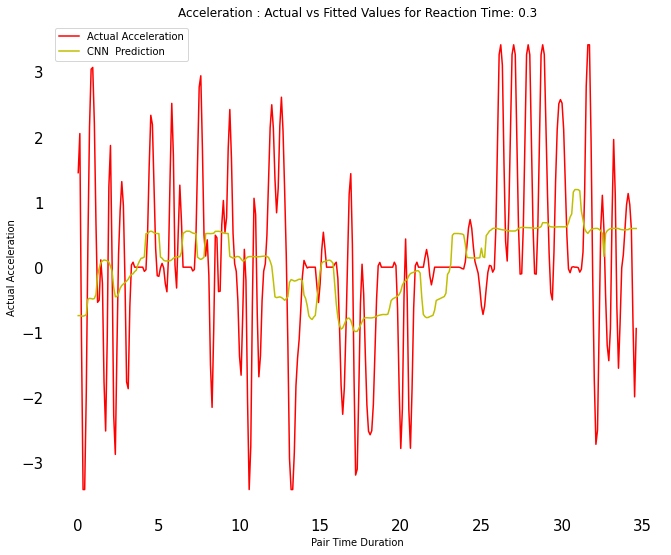 Acceleration : Actual vs Fitted Values for Reaction Time: 0.3
Actual Acceleration
CNN  Prediction
3
2
1
0
−1
−2
−3
Actual Acceleration
0 5 10 15 20 25 30 35
Pair Time Duration